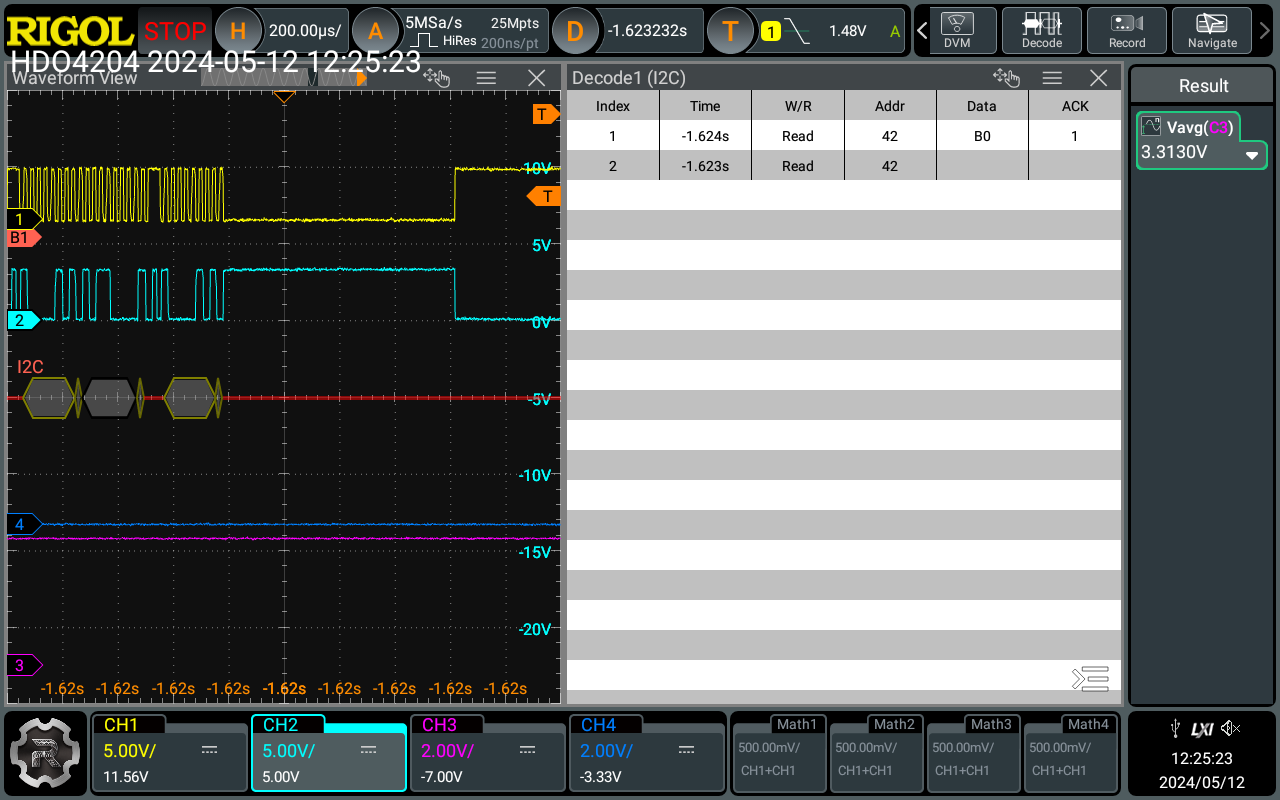 RIGOL STOP H 200.00μs/ A 5MSa/s 25Mpts HiRes 200ns/pt D -1.623232s T 1 1.48V A DVM Decode Record Navigate
HDO4204 2024-05-12 12:25:23
Waveform View
Decode1 (I2C)
Result
Index Time W/R Addr Data ACK
1 -1.624s Read 42 B0 1
2 -1.623s Read 42
Vavg(C3)
3.3130V
T
10V
T
1
B1
5V
2
0V
I2C
-5V
-10V
4
-15V
-20V
3
-1.62s -1.62s -1.62s -1.62s -1.62s -1.62s -1.62s -1.62s -1.62s
CH1
5.00V/
11.56V
CH2
5.00V/
5.00V
CH3
2.00V/
-7.00V
CH4
2.00V/
-3.33V
Math1
500.00mV/
CH1+CH1
Math2
500.00mV/
CH1+CH1
Math3
500.00mV/
CH1+CH1
Math4
500.00mV/
CH1+CH1
LXI
12:25:23
2024/05/12